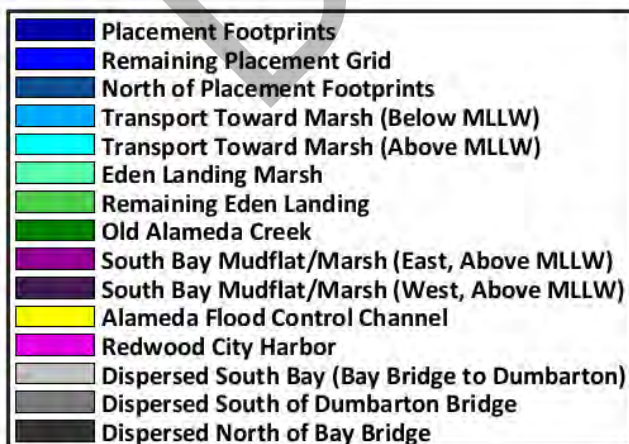 Placement Footprints
Remaining Placement Grid
North of Placement Footprints
Transport Toward Marsh (Below MLLW)
Transport Toward Marsh (Above MLLW)
Eden Landing Marsh
Remaining Eden Landing
Old Alameda Creek
South Bay Mudflat/Marsh (East, Above MLLW)
South Bay Mudflat/Marsh (West, Above MLLW)
Alameda Flood Control Channel
Redwood City Harbor
Dispersed South Bay (Bay Bridge to Dumbarton)
Dispersed South of Dumbarton Bridge
Dispersed North of Bay Bridge